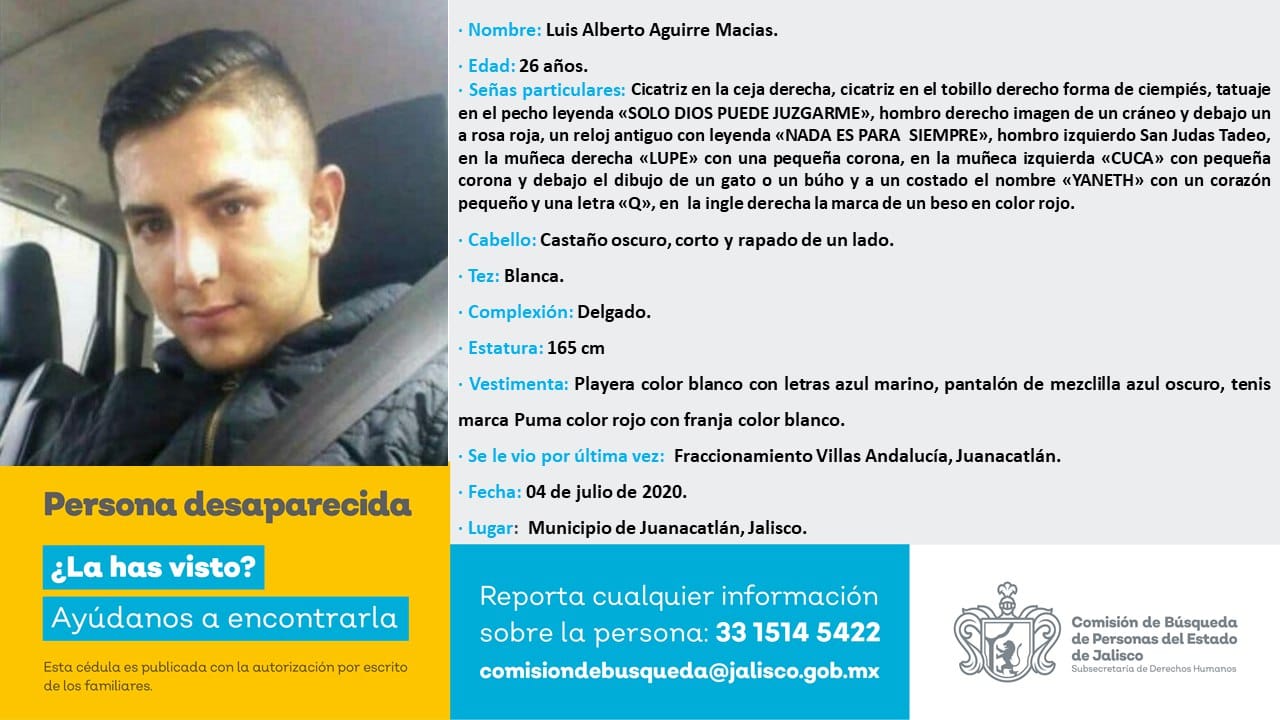 · Nombre: Luis Alberto Aguirre Macias.
· Edad: 26 años.
· Señas particulares: Cicatriz en la ceja derecha, cicatriz en el tobillo derecho forma de ciempiés, tatuaje
en el pecho leyenda «SOLO DIOS PUEDE JUZGARME», hombro derecho imagen de un cráneo y debajo un
a rosa roja, un reloj antiguo con leyenda «NADA ES PARA SIEMPRE», hombro izquierdo San Judas Tadeo,
en la muñeca derecha «LUPE» con una pequeña corona, en la muñeca izquierda «CUCA» con pequeña
corona y debajo el dibujo de un gato o un búho y a un costado el nombre «YANETH» con un corazón
pequeño y una letra «Q», en la ingle derecha la marca de un beso en color rojo.
· Cabello: Castaño oscuro, corto y rapado de un lado.
· Tez: Blanca.
· Complexión: Delgado.
· Estatura: 165 cm
· Vestimenta: Playera color blanco con letras azul marino, pantalón de mezclilla azul oscuro, tenis
marca Puma color rojo con franja color blanco.
· Se le vio por última vez: Fraccionamiento Villas Andalucía, Juanacatlán.
· Fecha: 04 de julio de 2020.
· Lugar: Municipio de Juanacatlán, Jalisco.
Persona desaparecida
¿La has visto?
Ayúdanos a encontrarla
Esta cédula es publicada con la autorización por escrito
de los familiares.
Reporta cualquier información
sobre la persona: 33 1514 5422
comisiondebusqueda@jalisco.gob.mx
Comisión de Búsqueda
de Personas del Estado
de Jalisco
Subsecretaría de Derechos Humanos